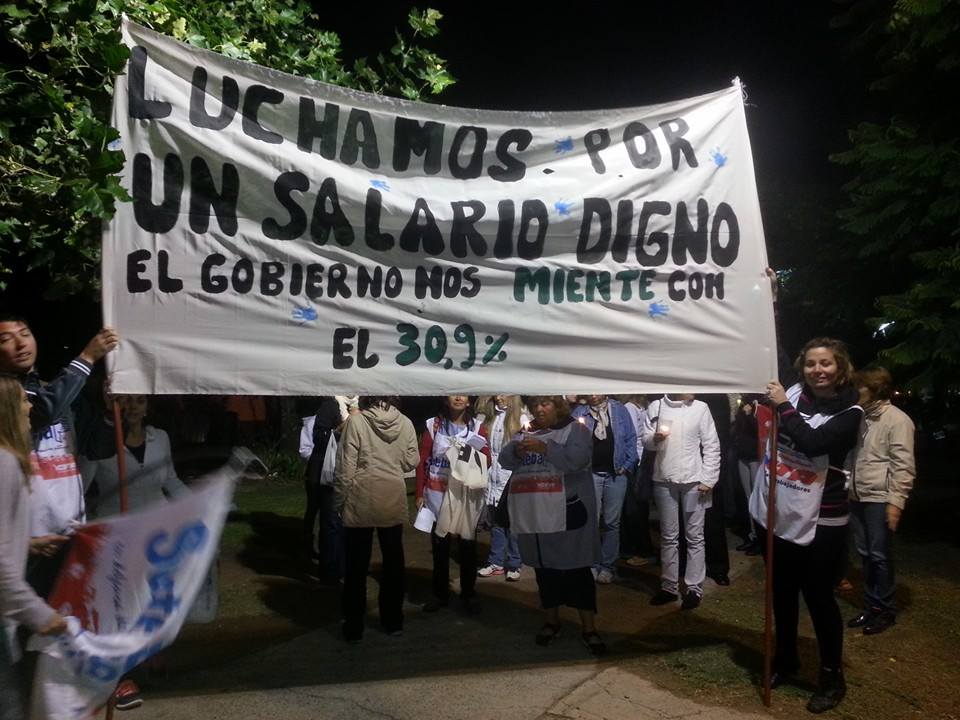 LUCHAMOS. POR
UN SALARIO DIGNO
EL GOBIERNO NOS MIENTE CON
EL 30,9%